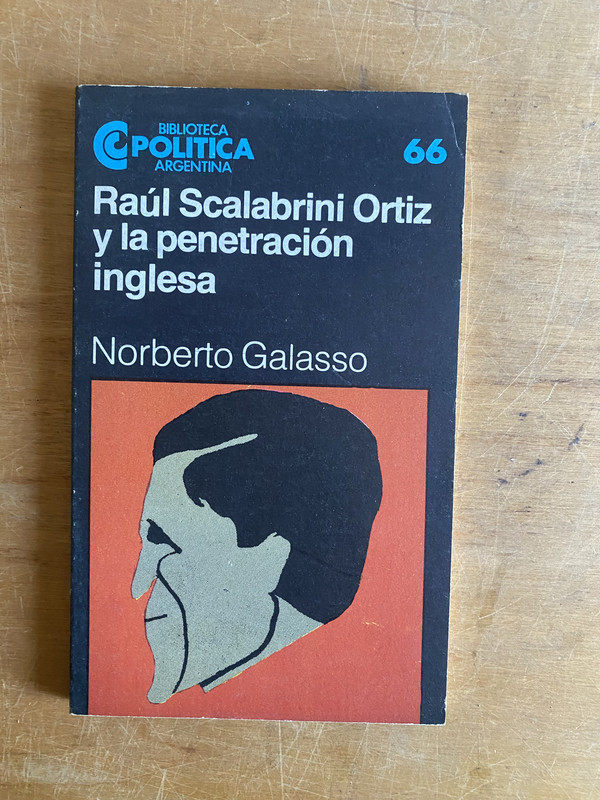 BIBLIOTECA
POLITICA
ARGENTINA
66
Raúl Scalabrini Ortiz
y la penetración
inglesa
Norberto Galasso